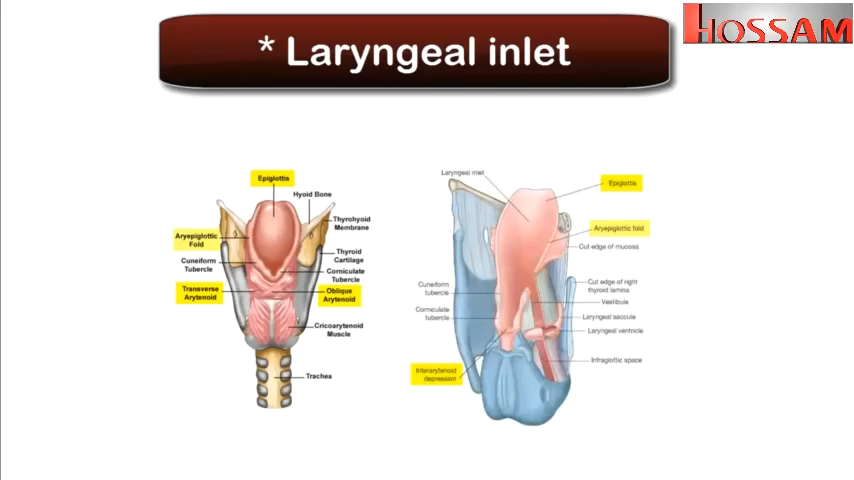 HOSSAM
* Laryngeal inlet
Epiglottis
Hyoid Bone
Thyrohyoid
Membrane
Aryepiglottic
Fold
Thyroid
Cartilage
Cuneiform
Tubercle
Corniculate
Tubercle
Transverse
Arytenoid
Oblique
Arytenoid
Cricoarytenoid
Muscle
Trachea
Laryngeal inlet
Epiglottis
Aryepiglottic fold
Cut edge of mucosa
Cuneiform
tubercle
Cut edge of right
thyroid lamina
Vestibule
Corniculate
tubercle
Laryngeal saccule
Laryngeal ventricle
Infraglottic space
Interarytenoid
depression